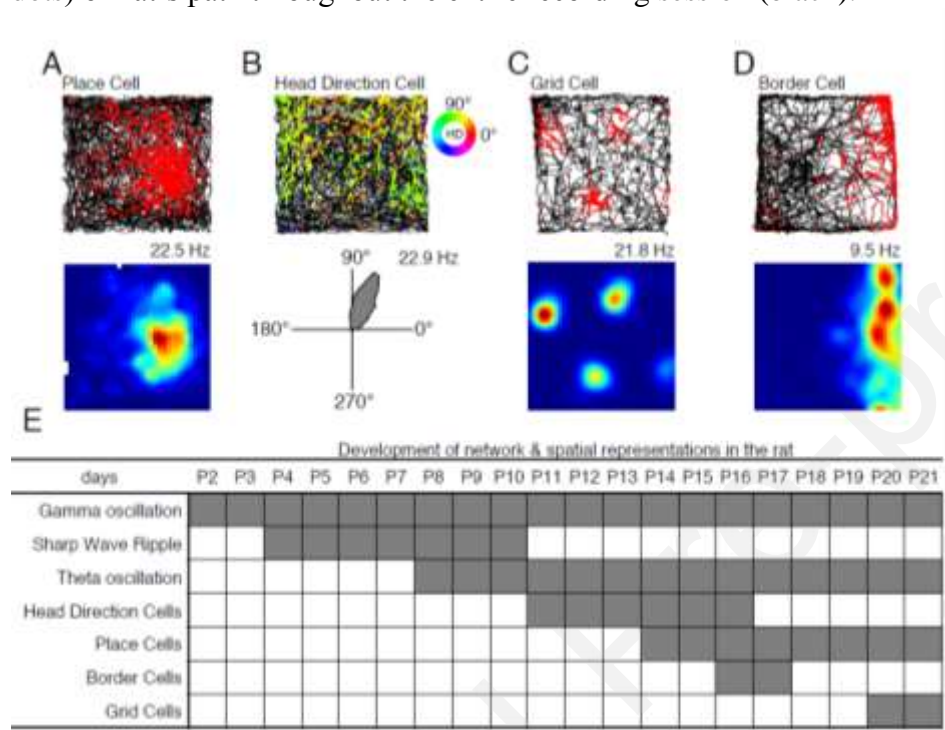 A Place Cell
B Head Direction Cell
C Grid Cell
D Border Cell
90°
HD 0°
22.5 Hz
90° 22.9 Hz
21.8 Hz
9.5 Hz
180° 0°
270°
E
Development of network & spatial representations in the rat
days P2 P3 P4 P5 P6 P7 P8 P9 P10 P11 P12 P13 P14 P15 P16 P17 P18 P19 P20 P21
Gamma oscillation
Sharp Wave Ripple
Theta oscillation
Head Direction Cells
Place Cells
Border Cells
Grid Cells